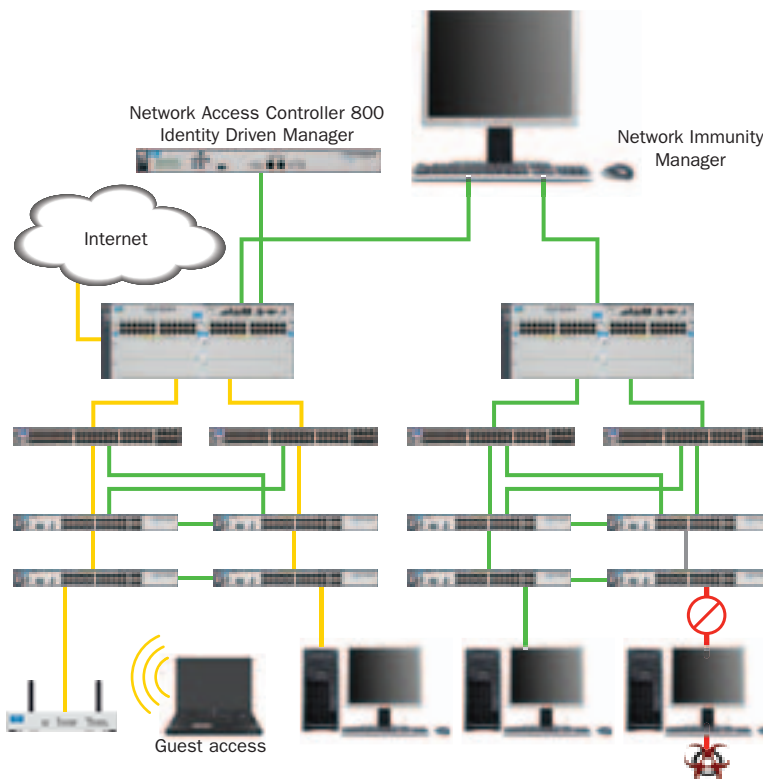 Network Access Controller 800
Identity Driven Manager
Network Immunity
Manager
Internet
Guest access